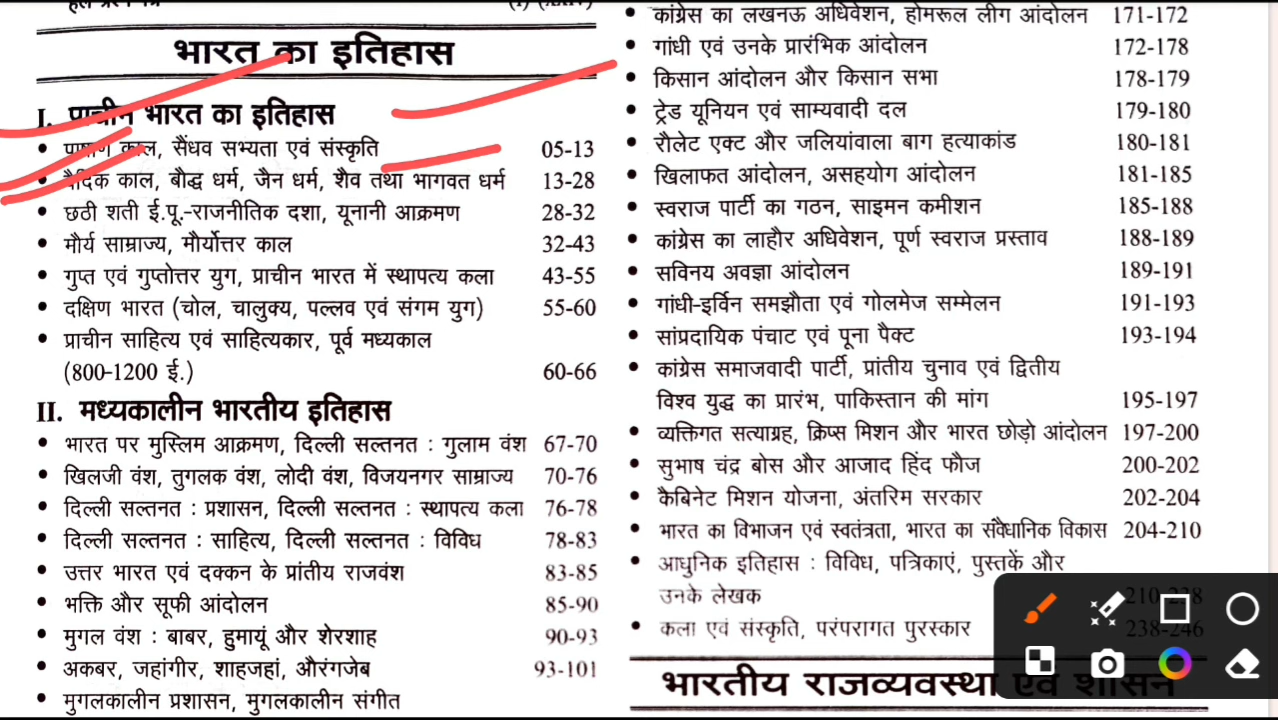 भारत का इतिहास
I. प्राचीन भारत का इतिहास
• पाषाण काल, सैंधव सभ्यता एवं संस्कृति 05-13
• वैदिक काल, बौद्ध धर्म, जैन धर्म, शैव तथा भागवत धर्म 13-28
• छठी शती ई.पू.-राजनीतिक दशा, यूनानी आक्रमण 28-32
• मौर्य साम्राज्य, मौर्योत्तर काल 32-43
• गुप्त एवं गुप्तोत्तर युग, प्राचीन भारत में स्थापत्य कला 43-55
• दक्षिण भारत (चोल, चालुक्य, पल्लव एवं संगम युग) 55-60
• प्राचीन साहित्य एवं साहित्यकार, पूर्व मध्यकाल
(800-1200 ई.) 60-66
II. मध्यकालीन भारतीय इतिहास
• भारत पर मुस्लिम आक्रमण, दिल्ली सल्तनत : गुलाम वंश 67-70
• खिलजी वंश, तुगलक वंश, लोदी वंश, विजयनगर साम्राज्य 70-76
• दिल्ली सल्तनत : प्रशासन, दिल्ली सल्तनत : स्थापत्य कला 76-78
• दिल्ली सल्तनत : साहित्य, दिल्ली सल्तनत : विविध 78-83
• उत्तर भारत एवं दक्कन के प्रांतीय राजवंश 83-85
• भक्ति और सूफी आंदोलन 85-90
• मुगल वंश : बाबर, हुमायूं और शेरशाह 90-93
• अकबर, जहांगीर, शाहजहां, औरंगजेब 93-101
• मुगलकालीन प्रशासन, मुगलकालीन संगीत
• कांग्रेस का लखनऊ अधिवेशन, होमरूल लीग आंदोलन 171-172
• गांधी एवं उनके प्रारंभिक आंदोलन 172-178
• किसान आंदोलन और किसान सभा 178-179
• ट्रेड यूनियन एवं साम्यवादी दल 179-180
• रौलेट एक्ट और जलियांवाला बाग हत्याकांड 180-181
• खिलाफत आंदोलन, असहयोग आंदोलन 181-185
• स्वराज पार्टी का गठन, साइमन कमीशन 185-188
• कांग्रेस का लाहौर अधिवेशन, पूर्ण स्वराज प्रस्ताव 188-189
• सविनय अवज्ञा आंदोलन 189-191
• गांधी-इर्विन समझौता एवं गोलमेज सम्मेलन 191-193
• सांप्रदायिक पंचाट एवं पूना पैक्ट 193-194
• कांग्रेस समाजवादी पार्टी, प्रांतीय चुनाव एवं द्वितीय
विश्व युद्ध का प्रारंभ, पाकिस्तान की मांग 195-197
• व्यक्तिगत सत्याग्रह, क्रिप्स मिशन और भारत छोड़ो आंदोलन 197-200
• सुभाष चंद्र बोस और आजाद हिंद फौज 200-202
• कैबिनेट मिशन योजना, अंतरिम सरकार 202-204
• भारत का विभाजन एवं स्वतंत्रता, भारत का संवैधानिक विकास 204-210
• आधुनिक इतिहास : विविध, पत्रिकाएं, पुस्तकें और
उनके लेखक 210-238
• कला एवं संस्कृति, परंपरागत पुरस्कार 238-246
भारतीय राजव्यवस्था एवं शासन